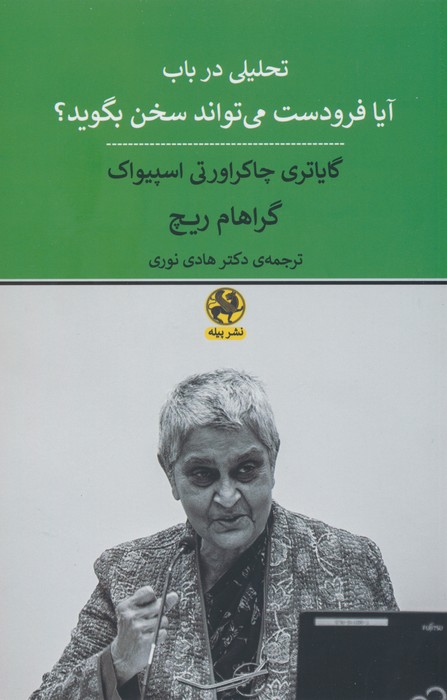 تحلیلی در باب
آیا فرودست می‌تواند سخن بگوید؟
گایاتری چاکراورتی اسپیواک
گراهام ریچ
ترجمه‌ی دکتر هادی نوری
نشر پیله
FUJITSU